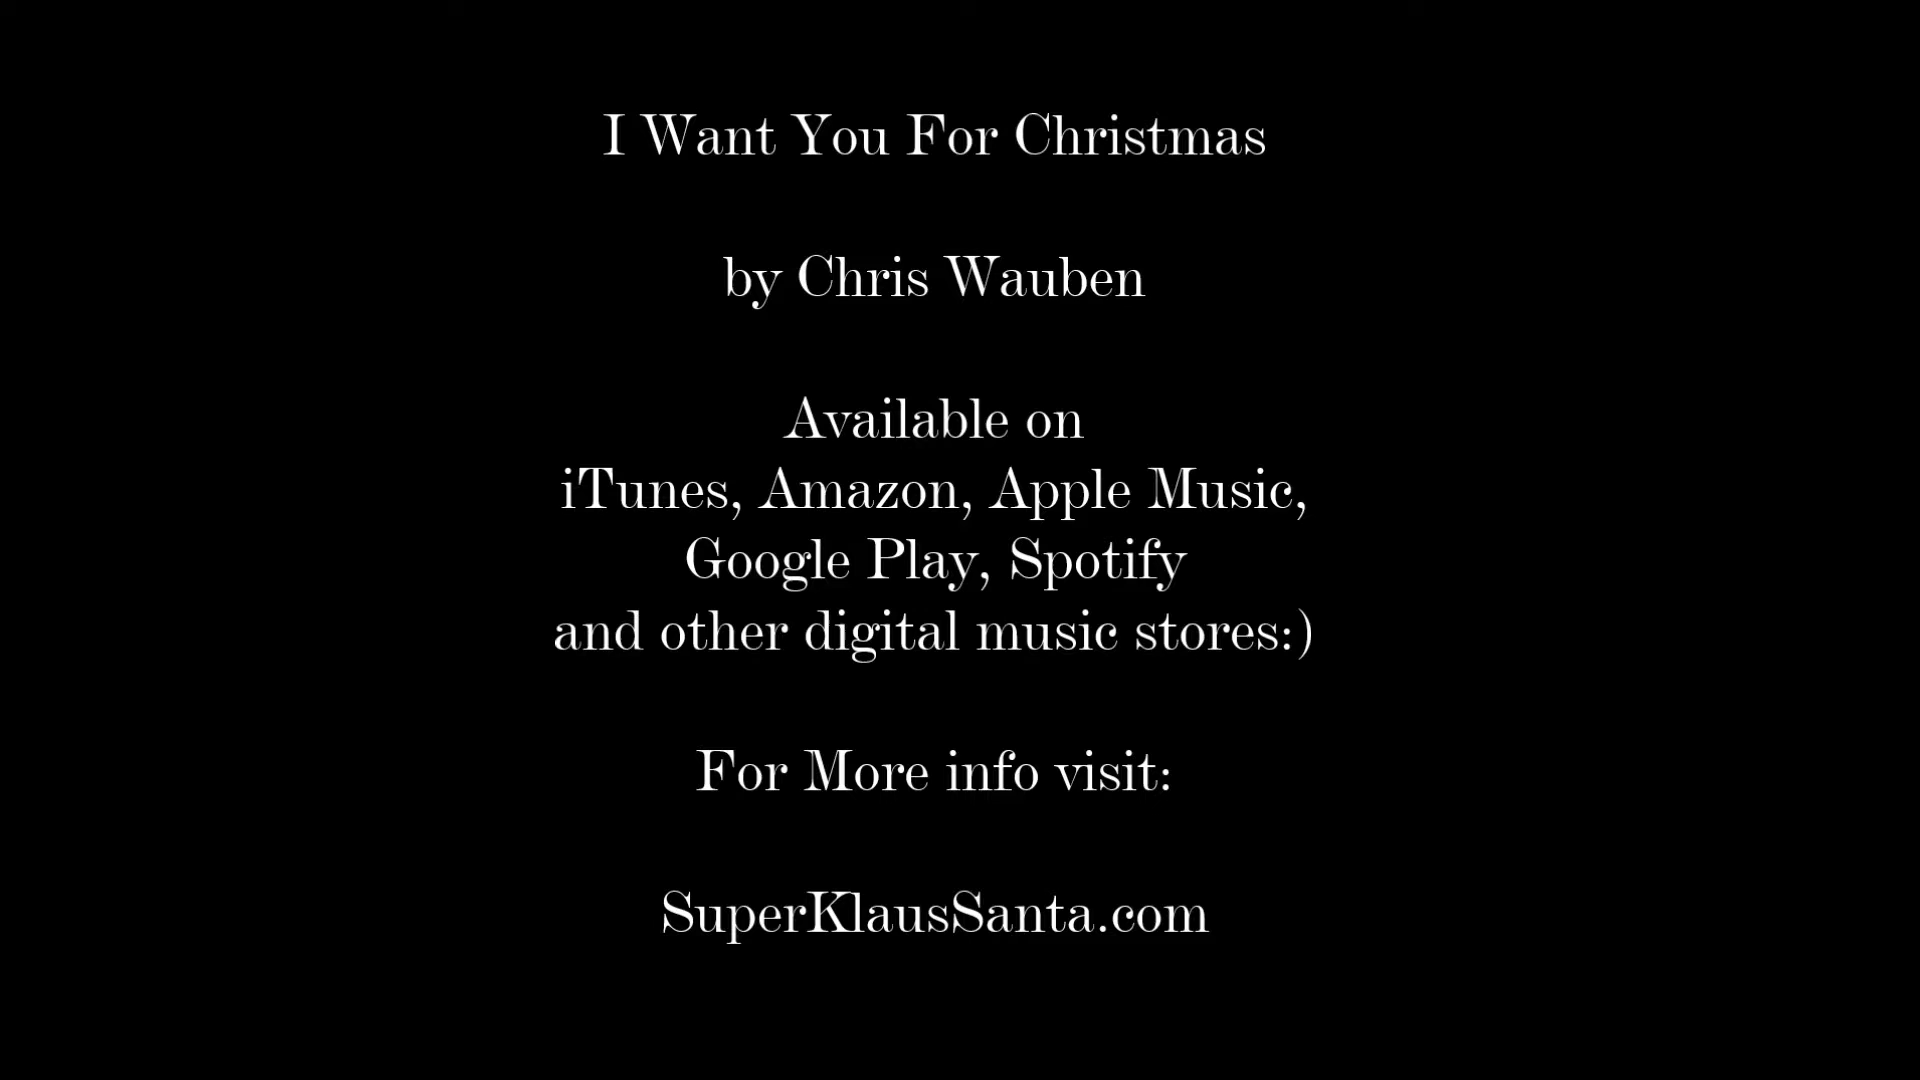 I Want You For Christmas
by Chris Wauben
Available on
iTunes, Amazon, Apple Music,
Google Play, Spotify
and other digital music stores:)
For More info visit:
SuperKlausSanta.com